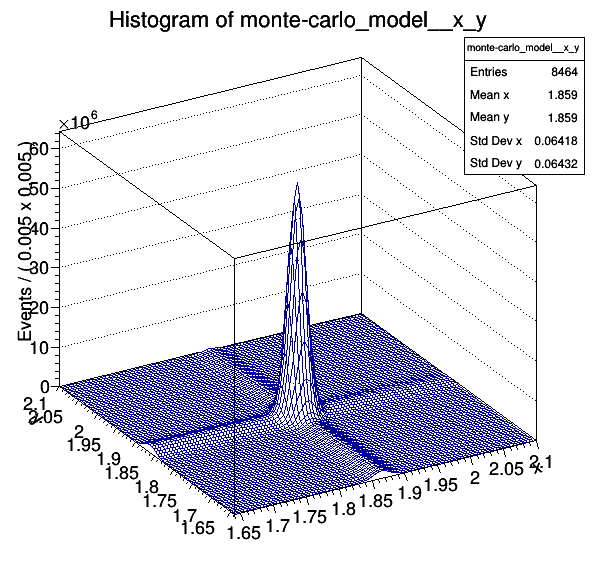 Histogram of monte-carlo_model__x_y
monte-carlo_model__x_y
Entries 8464
Mean x 1.859
Mean y 1.859
Std Dev x 0.06418
Std Dev y 0.06432
×10^6
60
50
40
30
20
10
0
Events / ( 0.005 x 0.005 )
2.1
2.05
2
1.95
1.9
1.85
1.8
1.75
1.7
1.65
1.65 1.7 1.75 1.8 1.85 1.9 1.95 2 2.05 2.1
x